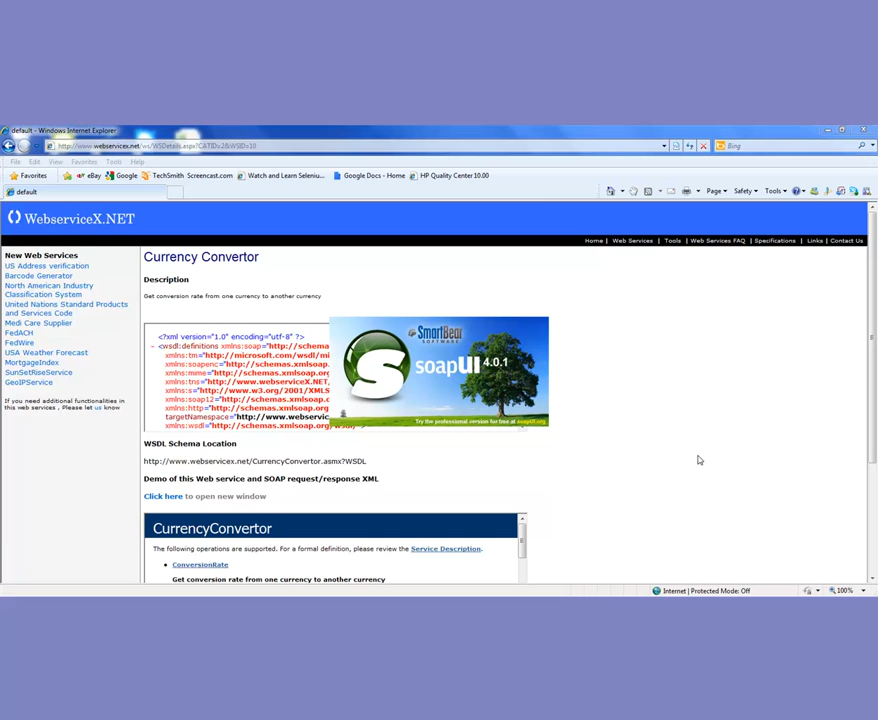 default - Windows Internet Explorer
http://www.webservicex.net/ws/WSDetails.aspx?CATID=2&WSID=10
Bing
File Edit View Favorites Tools Help
Favorites eBay Google TechSmith Screencast.com Watch and Learn Seleniu... Google Docs - Home HP Quality Center 10.00
default
Page Safety Tools
WebserviceX.NET
Home | Web Services | Tools | Web Services FAQ | Specifications | Links | Contact Us
New Web Services
US Address verification
Barcode Generator
North American Industry
Classification System
United Nations Standard Products
and Services Code
Medi Care Supplier
FedACH
FedWire
USA Weather Forecast
MortgageIndex
SunSetRiseService
GeoIPService
If you need additional functionalities in
this web services , Please let us know
Currency Convertor
Description
Get conversion rate from one currency to another currency
<?xml version="1.0" encoding="utf-8" ?>
- <wsdl:definitions xmlns:soap="http://schema
xmlns:tm="http://microsoft.com/wsdl/mi
xmlns:soapenc="http://schemas.xmlsoap.
xmlns:mime="http://schemas.xmlsoap.org
xmlns:tns="http://www.webserviceX.NET,
xmlns:s="http://www.w3.org/2001/XMLS
xmlns:soap12="http://schemas.xmlsoap.
xmlns:http="http://schemas.xmlsoap.org
targetNamespace="http://www.webservic
xmlns:wsdl="http://schemas.xmlsoap.org/wsdl/">
SMARTBEAR
SOFTWARE
S
soapUI 4.0.1
Try the professional version for free at soapUI.org
WSDL Schema Location
http://www.webservicex.net/CurrencyConvertor.asmx?WSDL
Demo of this Web service and SOAP request/response XML
Click here to open new window
CurrencyConvertor
The following operations are supported. For a formal definition, please review the Service Description.
• ConversionRate
Get conversion rate from one currency to another currency
Internet | Protected Mode: Off
100%